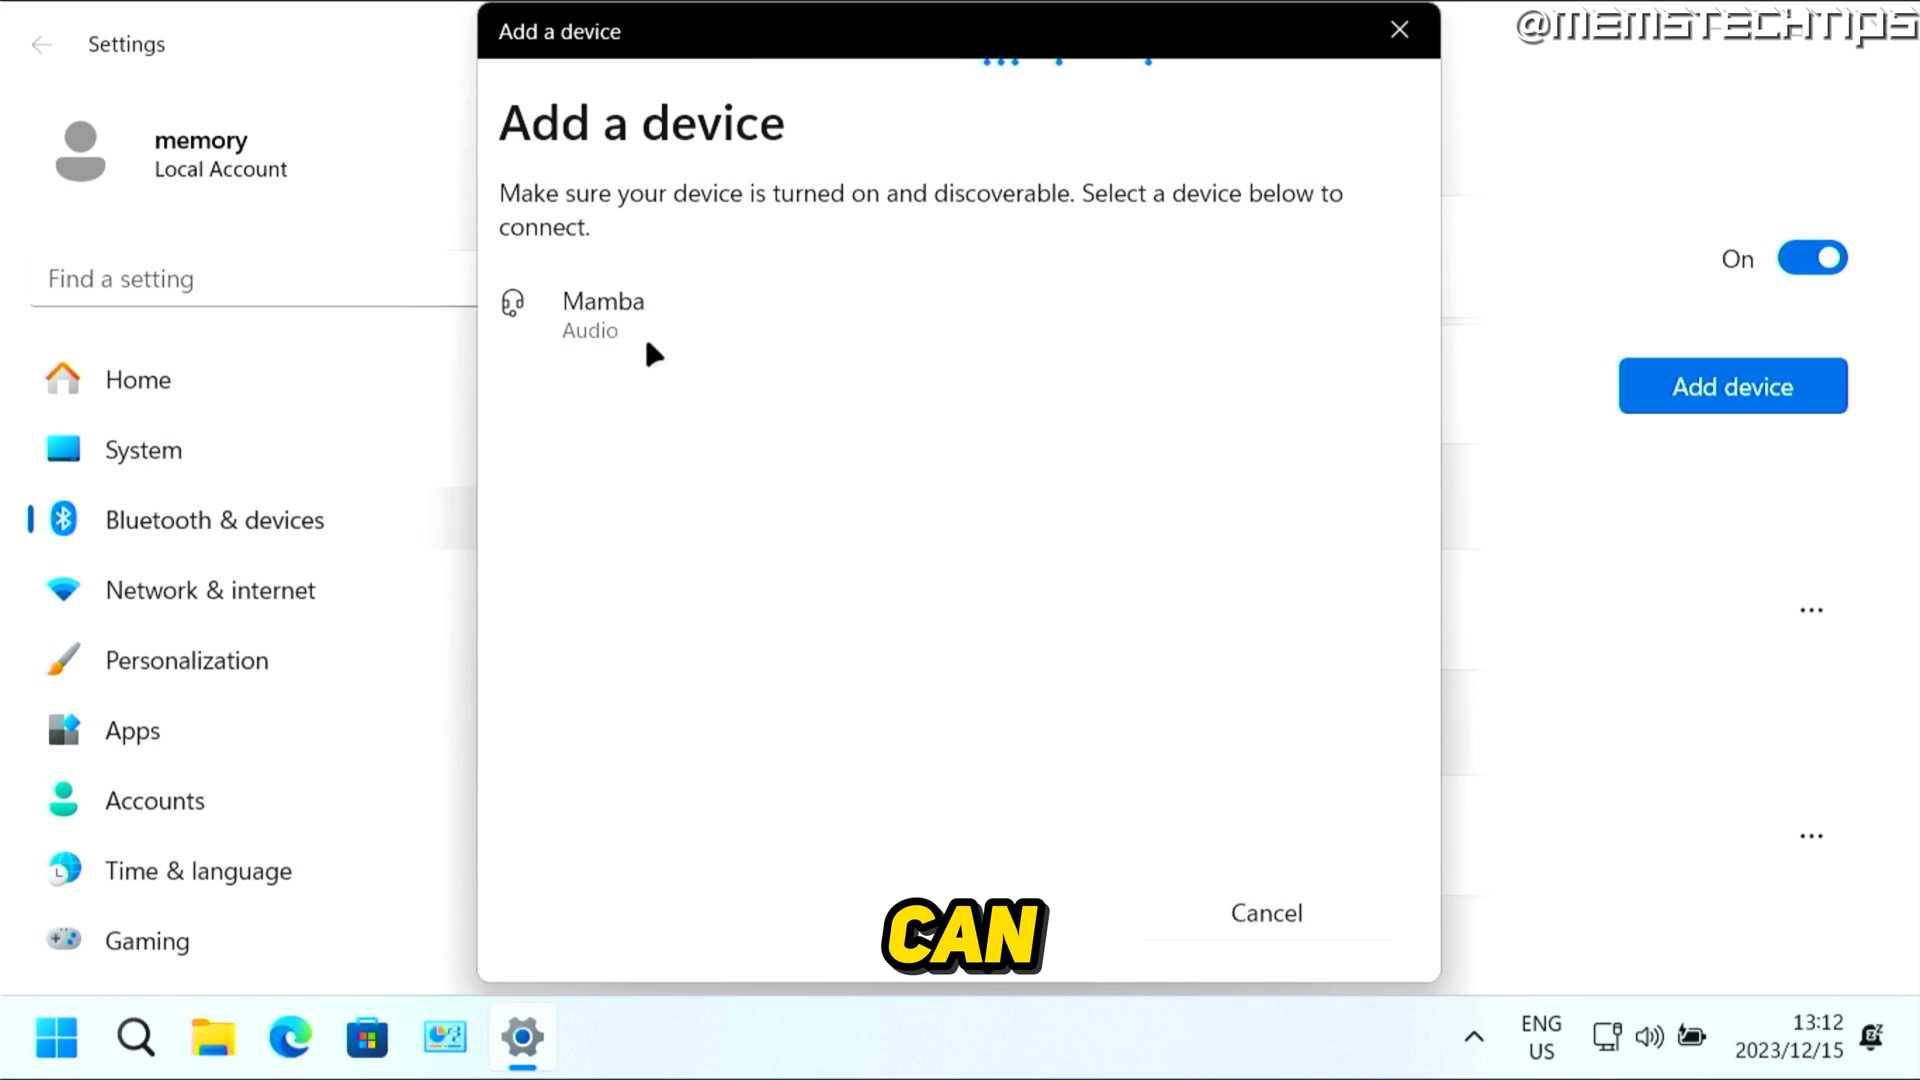 Settings
Add a device
@MEMSTECHTIPS
memory
Local Account
Find a setting
Home
System
Bluetooth & devices
Network & internet
Personalization
Apps
Accounts
Time & language
Gaming
Add a device
Make sure your device is turned on and discoverable. Select a device below to
connect.
Mamba
Audio
On
Add device
...
...
CAN
Cancel
ENG
US
13:12
2023/12/15